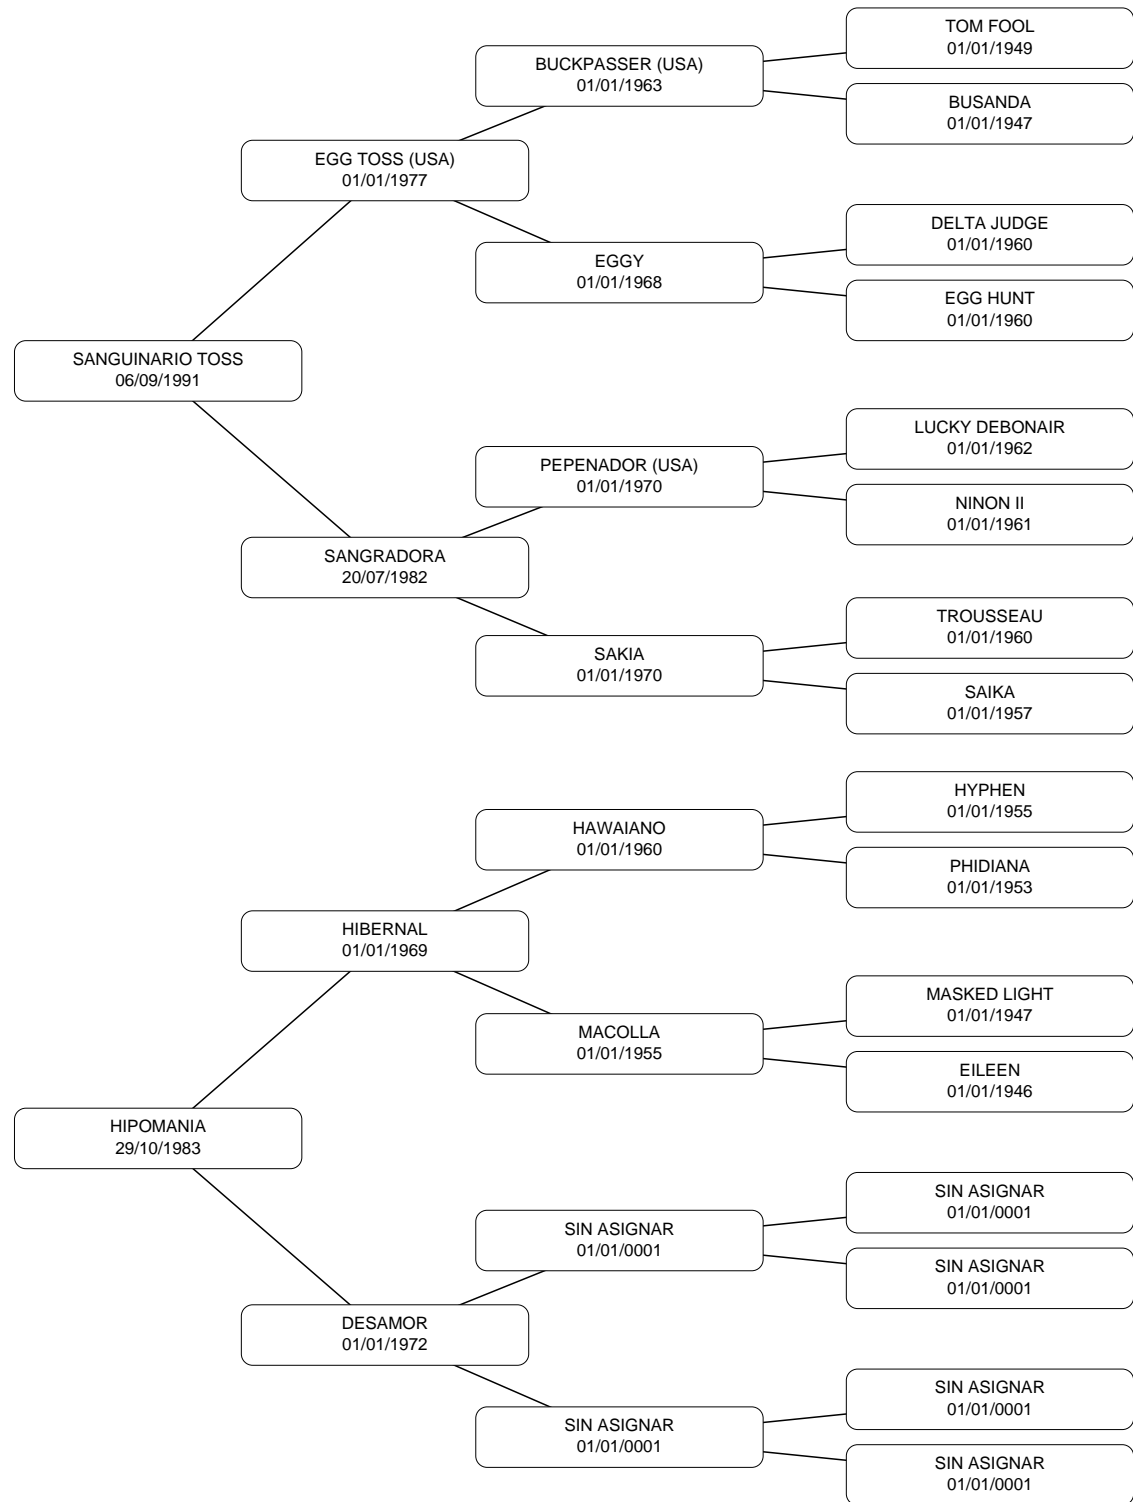 TOM FOOL
01/01/1949
BUCKPASSER (USA)
01/01/1963
BUSANDA
01/01/1947
EGG TOSS (USA)
01/01/1977
DELTA JUDGE
01/01/1960
EGGY
01/01/1968
EGG HUNT
01/01/1960
SANGUINARIO TOSS
06/09/1991
LUCKY DEBONAIR
01/01/1962
PEPENADOR (USA)
01/01/1970
NINON II
01/01/1961
SANGRADORA
20/07/1982
TROUSSEAU
01/01/1960
SAKIA
01/01/1970
SAIKA
01/01/1957
HYPHEN
01/01/1955
HAWAIANO
01/01/1960
PHIDIANA
01/01/1953
HIBERNAL
01/01/1969
MASKED LIGHT
01/01/1947
MACOLLA
01/01/1955
EILEEN
01/01/1946
HIPOMANIA
29/10/1983
SIN ASIGNAR
01/01/0001
SIN ASIGNAR
01/01/0001
SIN ASIGNAR
01/01/0001
DESAMOR
01/01/1972
SIN ASIGNAR
01/01/0001
SIN ASIGNAR
01/01/0001
SIN ASIGNAR
01/01/0001